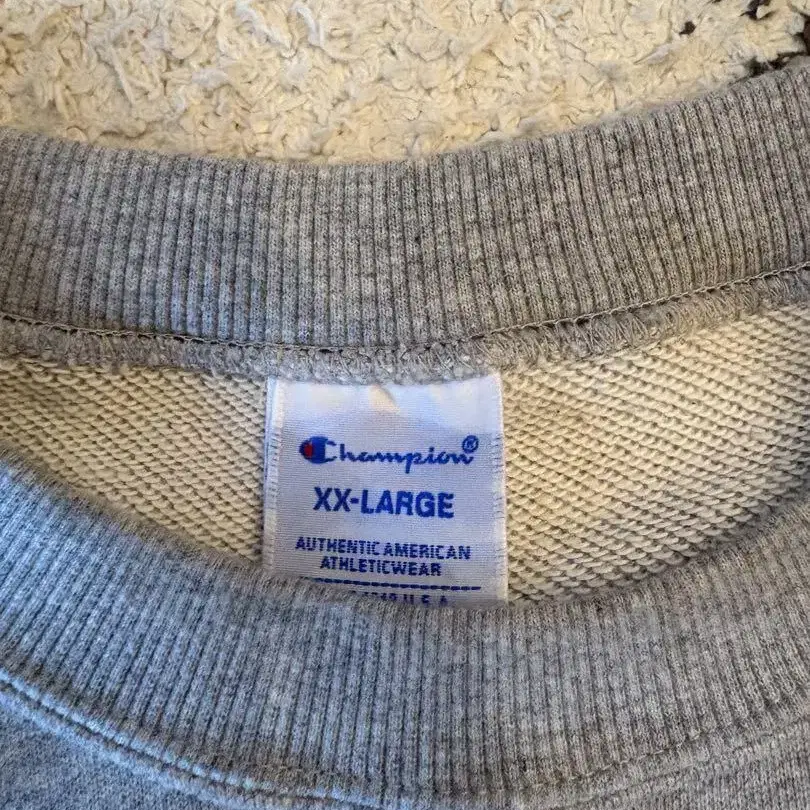 Champion®
XX-LARGE
AUTHENTIC AMERICAN
ATHLETICWEAR
U.S.A